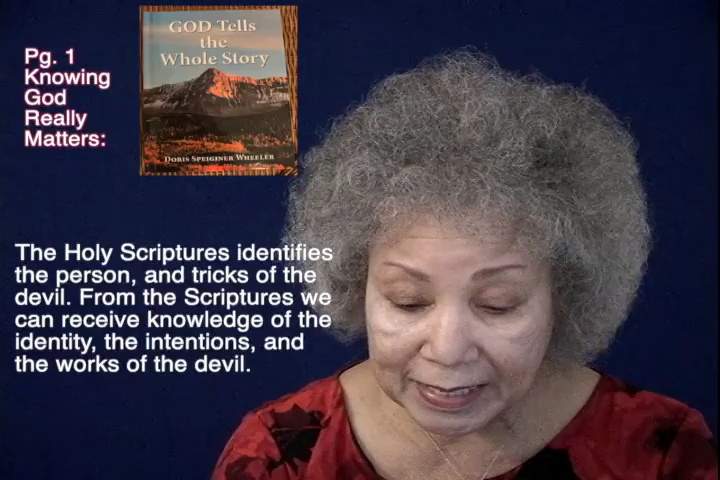 Pg. 1
Knowing
God
Really
Matters:
GOD Tells
the
Whole Story
DORIS SPEIGINER WHEELER
The Holy Scriptures identifies
the person, and tricks of the
devil. From the Scriptures we
can receive knowledge of the
identity, the intentions, and
the works of the devil.